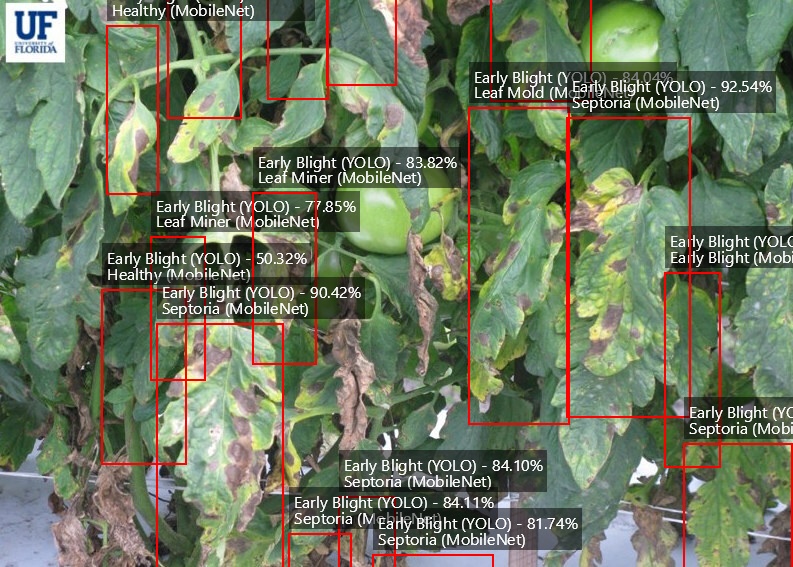 UF
UNIVERSITY of
FLORIDA
Healthy (MobileNet)
Early Blight (YOLO) - 84.04%
Leaf Mold (MobileNet)
Early Blight (YOLO) - 92.54%
Septoria (MobileNet)
Early Blight (YOLO) - 83.82%
Leaf Miner (MobileNet)
Early Blight (YOLO) - 77.85%
Leaf Miner (MobileNet)
Early Blight (YOLO
Early Blight (Mobi
Early Blight (YOLO) - 50.32%
Healthy (MobileNet)
Early Blight (YOLO) - 90.42%
Septoria (MobileNet)
Early Blight (YO
Septoria (Mobi
Early Blight (YOLO) - 84.10%
Septoria (MobileNet)
Early Blight (YOLO) - 84.11%
Septoria (MobileNet)
Early Blight (YOLO) - 81.74%
Septoria (MobileNet)